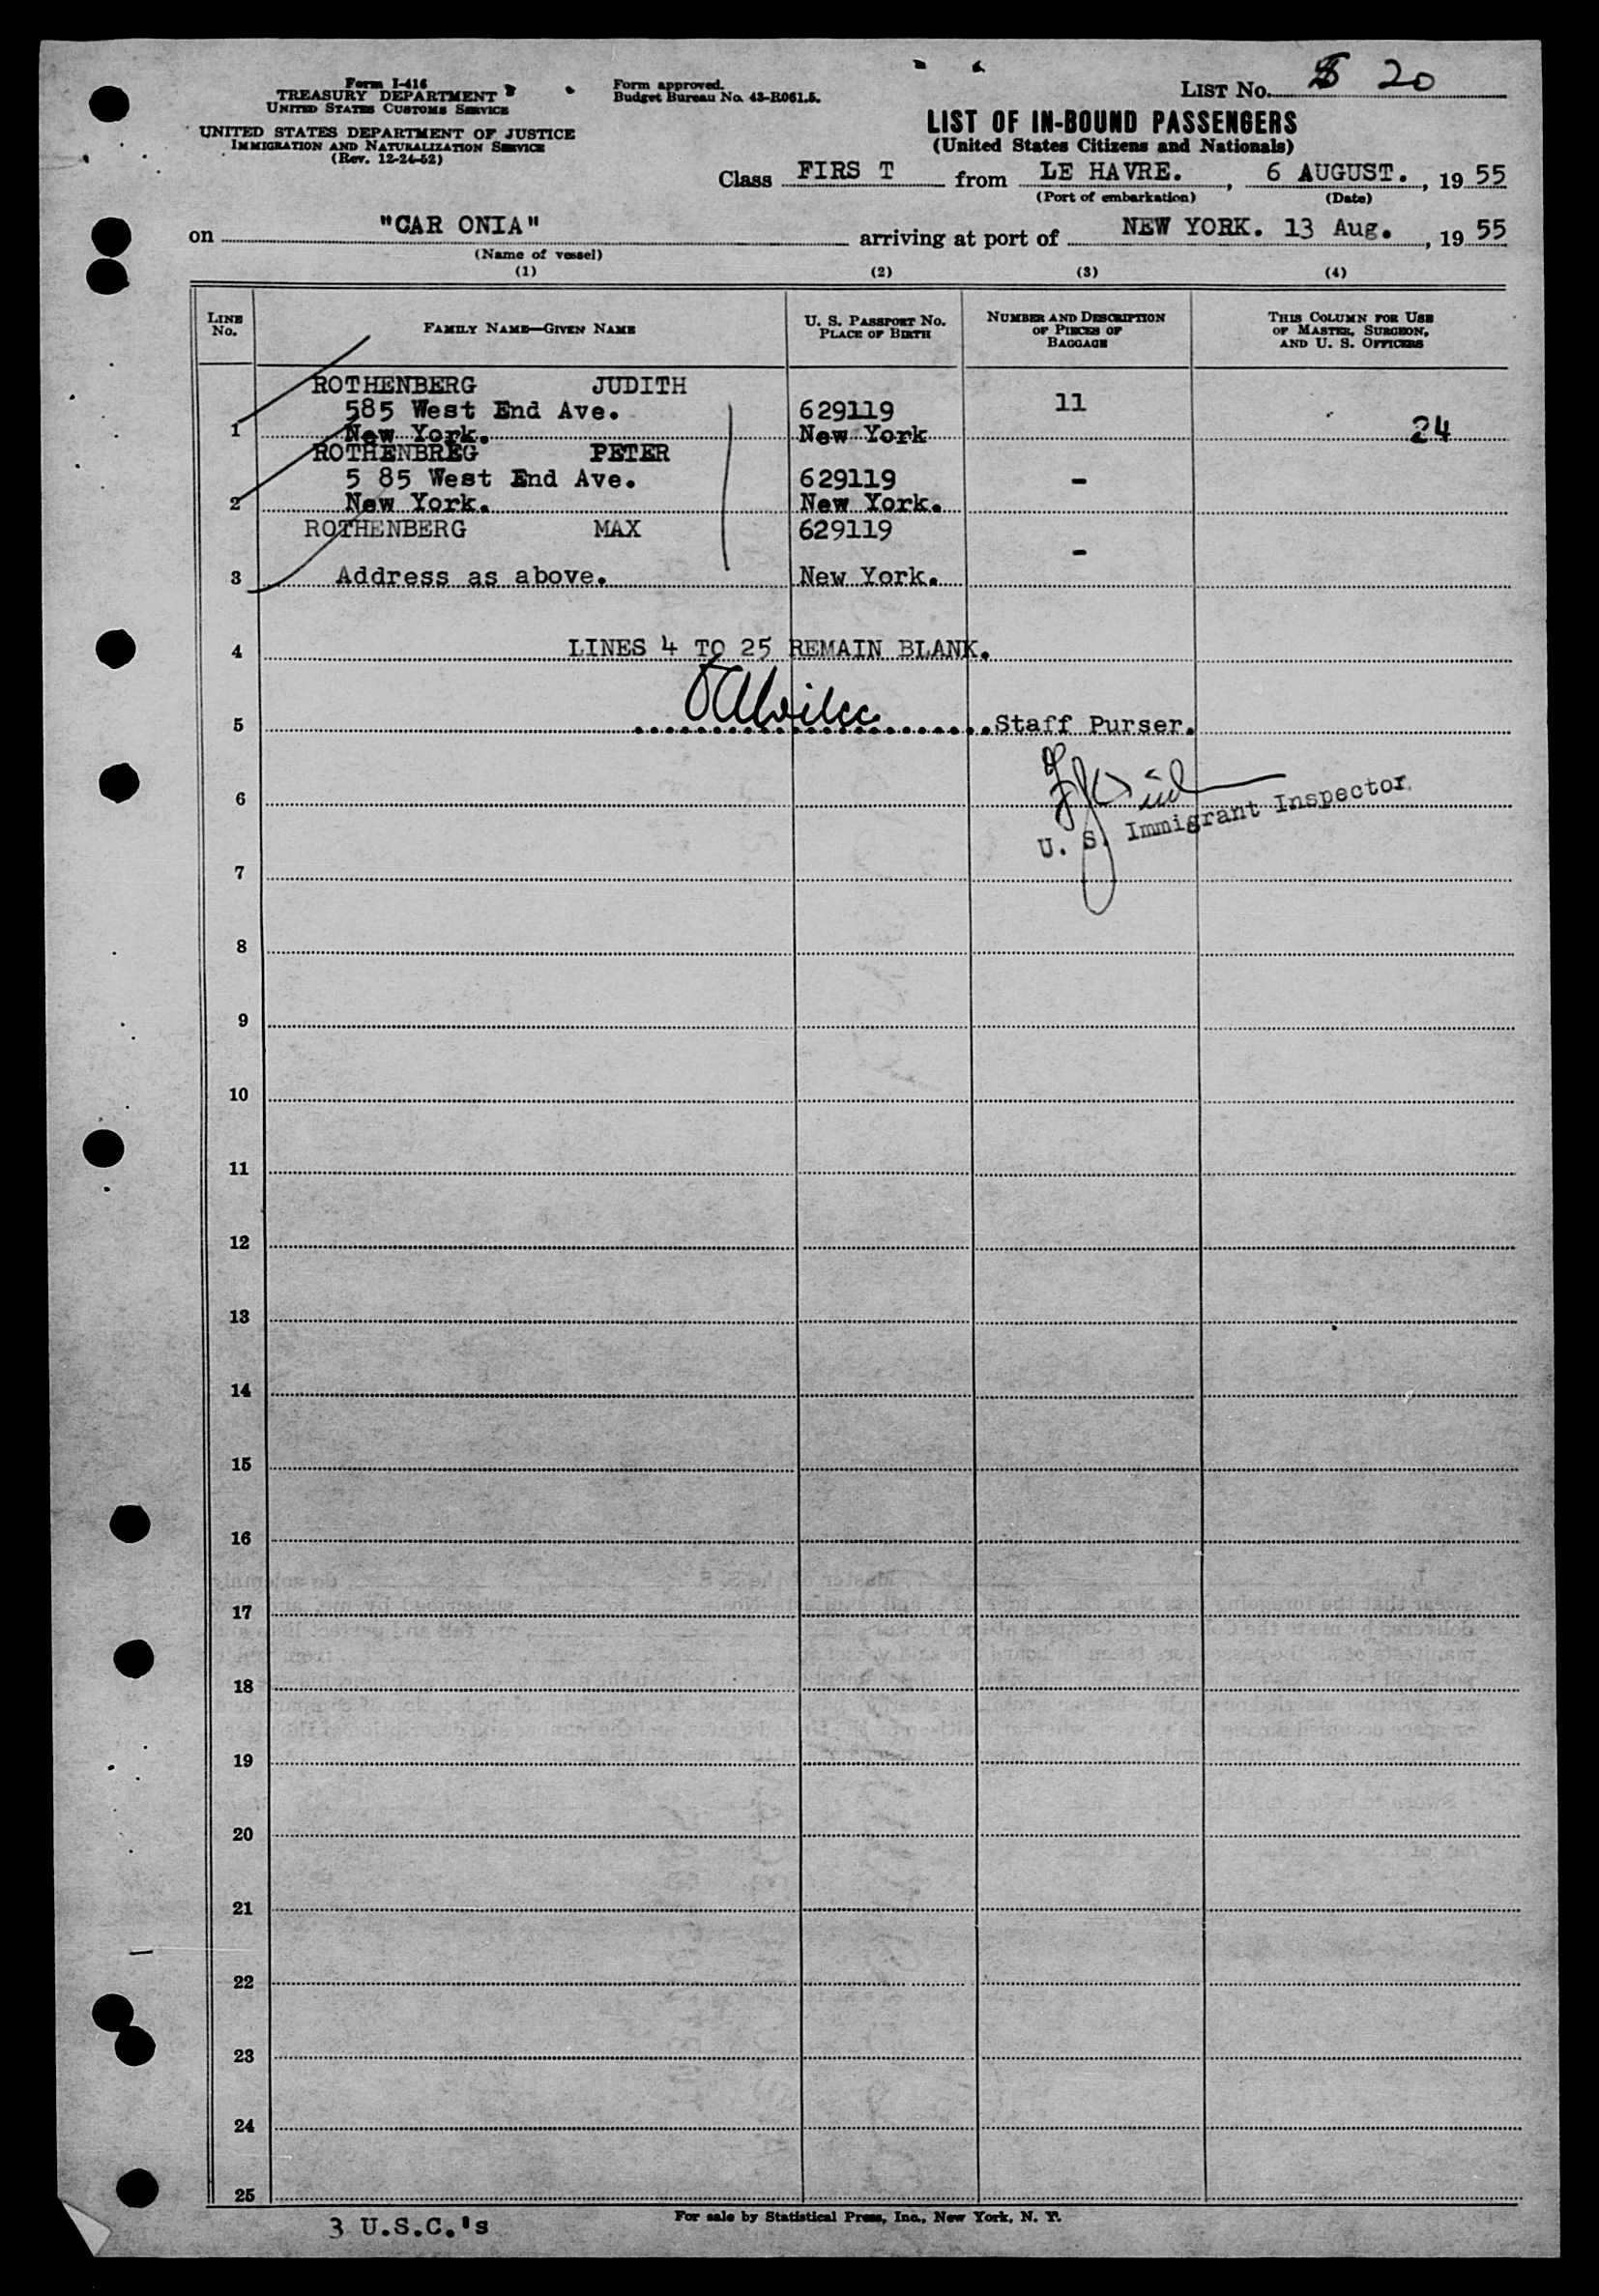 Form I-416
TREASURY DEPARTMENT
UNITED STATES CUSTOMS SERVICE
UNITED STATES DEPARTMENT OF JUSTICE
IMMIGRATION AND NATURALIZATION SERVICE
(Rev. 12-24-52)
Form approved.
Budget Bureau No. 43-R061.5.
LIST No. 20
LIST OF IN-BOUND PASSENGERS
(United States Citizens and Nationals)
Class FIRS T from LE HAVRE. , 6 AUGUST. , 19 55
(Port of embarkation) (Date)
on "CAR ONIA" arriving at port of NEW YORK. 13 Aug. , 19 55
(Name of vessel)
(1) (2) (3) (4)
LINE No. FAMILY NAME—GIVEN NAME U. S. PASSPORT No. PLACE OF BIRTH NUMBER AND DESCRIPTION OF PIECES OF BAGGAGE THIS COLUMN FOR USE OF MASTER, SURGEON, AND U. S. OFFICERS
ROTHENBERG JUDITH
585 West End Ave. 629119 11
1 New York. New York 24
ROTHENBREG PETER
5 85 West End Ave. 629119 -
2 New York. New York.
ROTHENBERG MAX 629119
-
3 Address as above. New York.
4 LINES 4 TO 25 REMAIN BLANK.
5 Staff Purser.
6
U. S. Immigrant Inspector
7
8
9
10
11
12
13
14
15
16
17
18
19
20
21
22
23
24
25
3 U.S.C.'s For sale by Statistical Press, Inc., New York, N. Y.